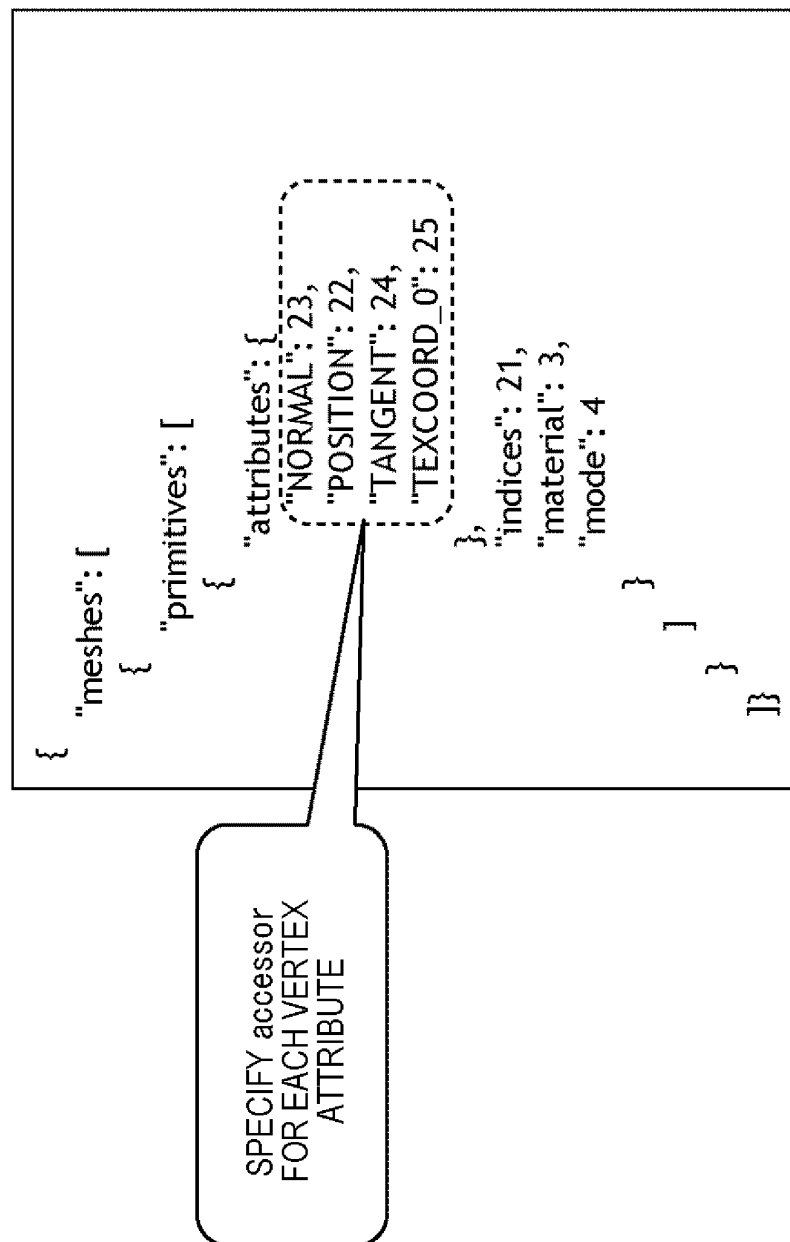 {
"meshes": [
{
"primitives": [
{
"attributes": {
"NORMAL": 23,
"POSITION": 22,
"TANGENT": 24,
"TEXCOORD_0": 25
},
"indices": 21,
"material": 3,
"mode": 4
}
]
}
]}
SPECIFY accessor
FOR EACH VERTEX
ATTRIBUTE